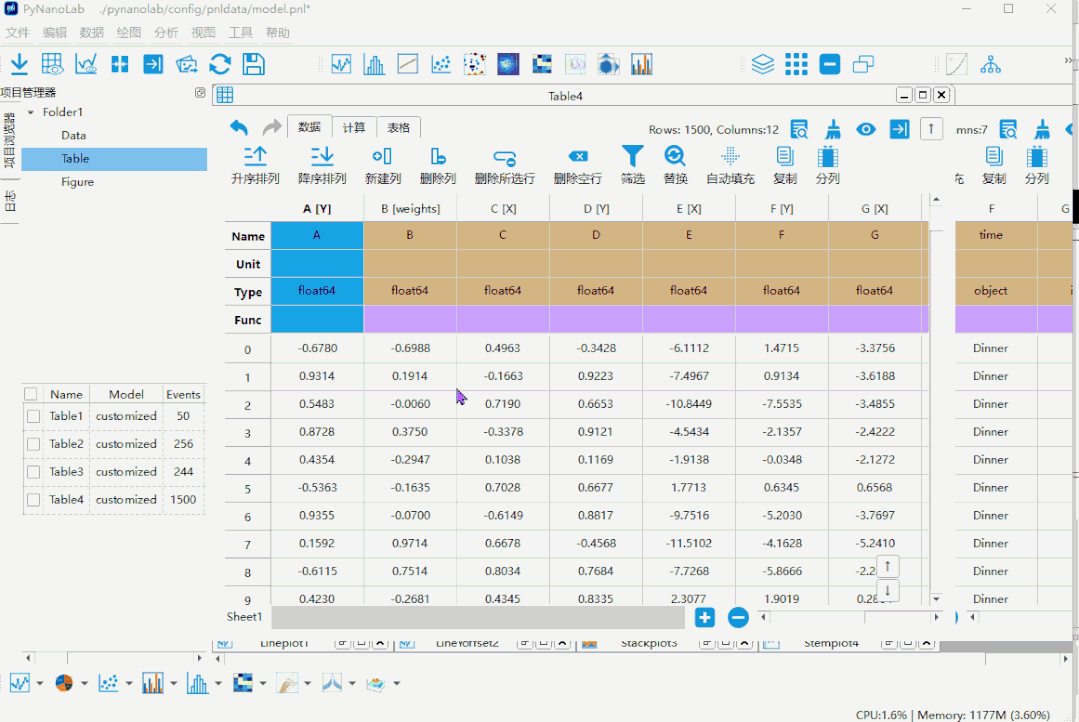 PyNanoLab ./pynanolab/config/pnldata/model.pnl*
文件 编辑 数据 绘图 分析 视图 工具 帮助
项目管理器
Table4
项目浏览器
日志
Folder1
Data
Table
Figure
数据 计算 表格
Rows: 1500, Columns:12
mns:7
升序排列 降序排列 新建列 删除列 删除所选行 删除空行 筛选 替换 自动填充 复制 分列
充 复制 分列
A [Y] B [weights] C [X] D [Y] E [X] F [Y] G [X] F G
Name A B C D E F G time
Unit
Type float64 float64 float64 float64 float64 float64 float64 object
Func
0 -0.6780 -0.6988 0.4963 -0.3428 -6.1112 1.4715 -3.3756 Dinner
1 0.9314 0.1914 -0.1663 0.9223 -7.4967 0.9134 -3.6188 Dinner
2 0.5483 -0.0060 0.7190 0.6653 -10.8449 -7.5535 -3.4855 Dinner
3 0.8728 0.3750 -0.3378 0.9121 -4.5434 -2.1357 -2.4222 Dinner
4 0.4354 -0.2947 0.1038 0.1169 -1.9138 -0.0348 -2.1272 Dinner
5 -0.5363 -0.1635 0.7028 0.6677 1.7713 0.6345 0.6568 Dinner
6 0.9355 -0.0700 -0.6149 0.8817 -9.7516 -5.2030 -3.7697 Dinner
7 0.1592 0.9714 0.6678 -0.4568 -11.5102 -4.1628 -5.2410 Dinner
8 -0.6115 0.7514 0.8034 0.7684 -7.7268 -5.8666 Dinner
9 0.4230 -0.2681 0.4345 0.8335 2.3077 1.9019 Dinner
Sheet1
Name Model Events
Table1 customized 50
Table2 customized 256
Table3 customized 244
Table4 customized 1500
Lineplot1 LineYoffset2 Stackplot3 Stemplot4
CPU:1.6% | Memory: 1177M (3.60%)